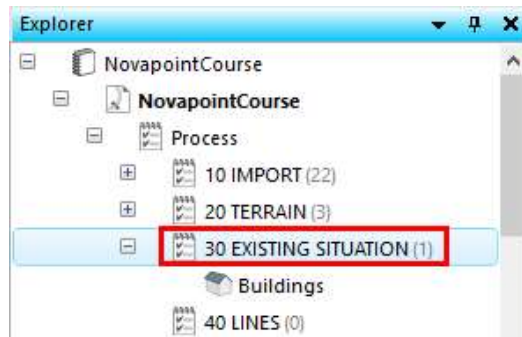 Explorer
NovapointCourse
NovapointCourse
Process
10 IMPORT (22)
20 TERRAIN (3)
30 EXISTING SITUATION (1)
Buildings
40 LINES (0)